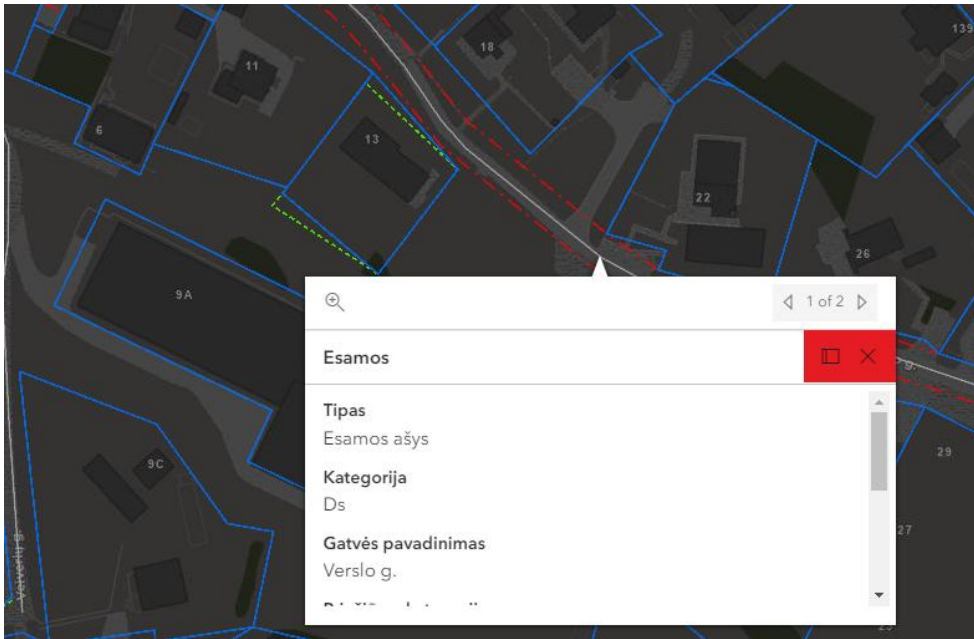 139
18
11
6
13
22
26
9A
1 of 2
Esamos
g.
Tipas
Esamos ašys
29
9C
Kategorija
Ds
27
Gatvės pavadinimas
Verslo g.
Veiverių g.